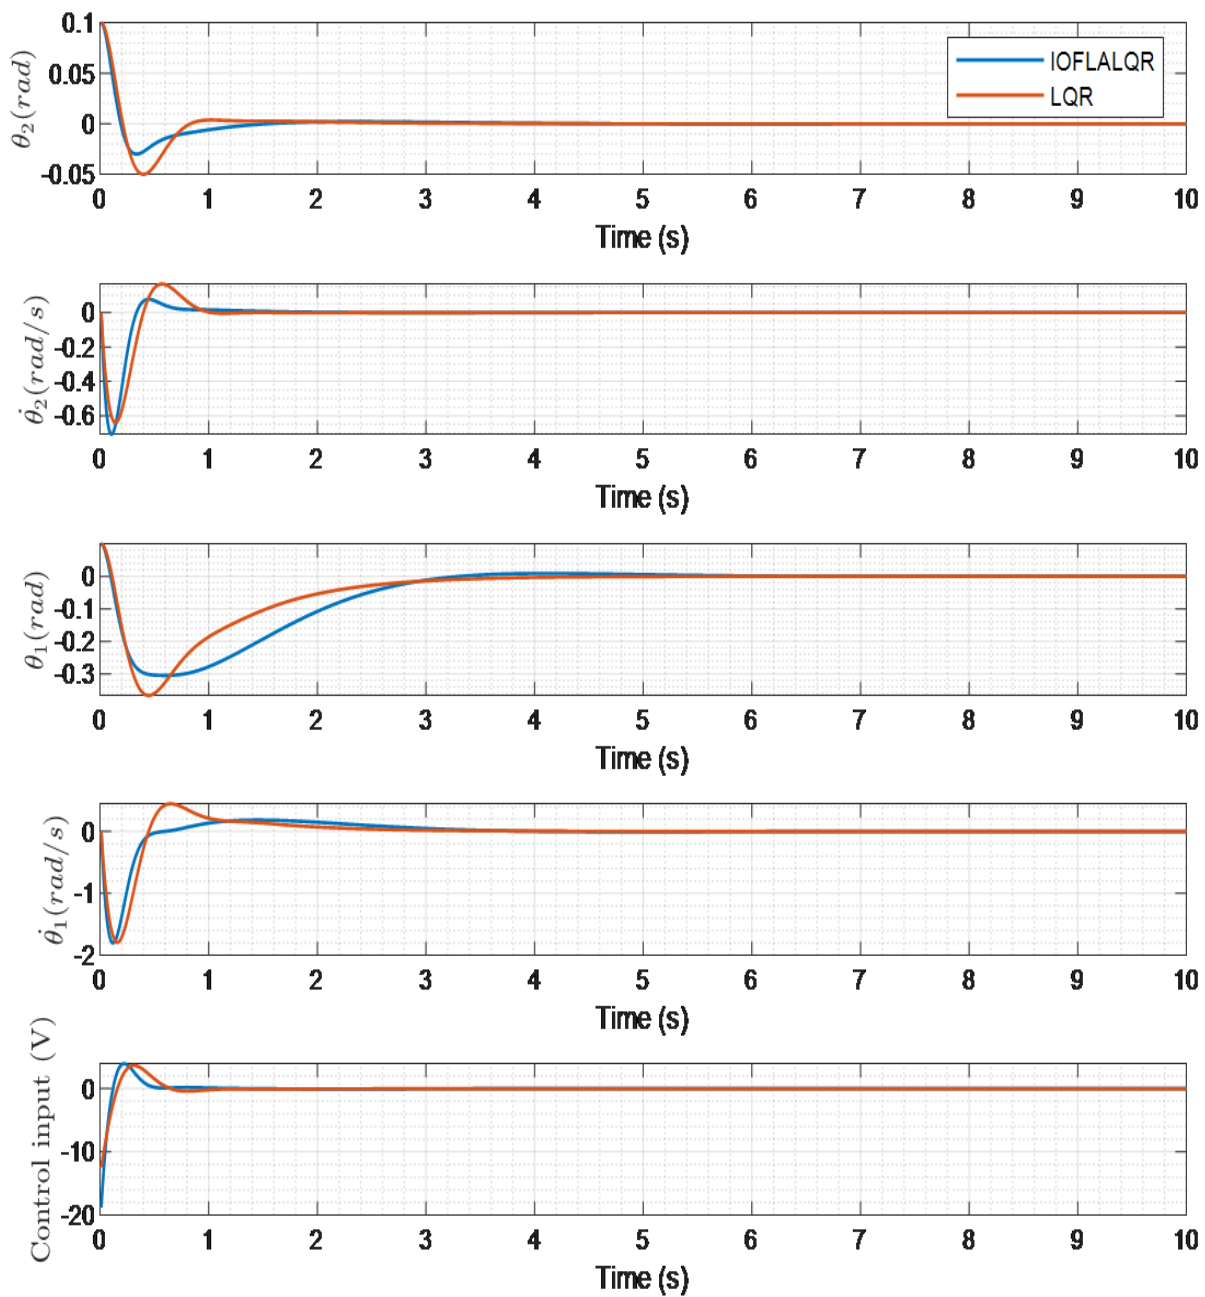 θ₂(rad)
0.1
0.05
0
-0.05
IOFLALQR
LQR
0 1 2 3 4 5 6 7 8 9 10
Time (s)
θ̇₂(rad/s)
0
-0.2
-0.4
-0.6
0 1 2 3 4 5 6 7 8 9 10
Time (s)
θ₁(rad)
0
-0.1
-0.2
-0.3
0 1 2 3 4 5 6 7 8 9 10
Time (s)
θ̇₁(rad/s)
0
-1
-2
0 1 2 3 4 5 6 7 8 9 10
Time (s)
Control input (V)
0
-10
-20
0 1 2 3 4 5 6 7 8 9 10
Time (s)